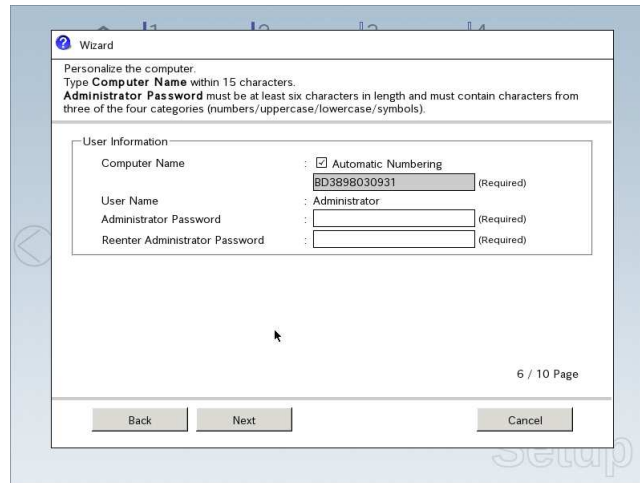 Wizard
Personalize the computer.
Type Computer Name within 15 characters.
Administrator Password must be at least six characters in length and must contain characters from
three of the four categories (numbers/uppercase/lowercase/symbols).
User Information
Computer Name : Automatic Numbering
BD3898030931 (Required)
User Name : Administrator
Administrator Password : (Required)
Reenter Administrator Password : (Required)
6 / 10 Page
Back Next Cancel
Setup